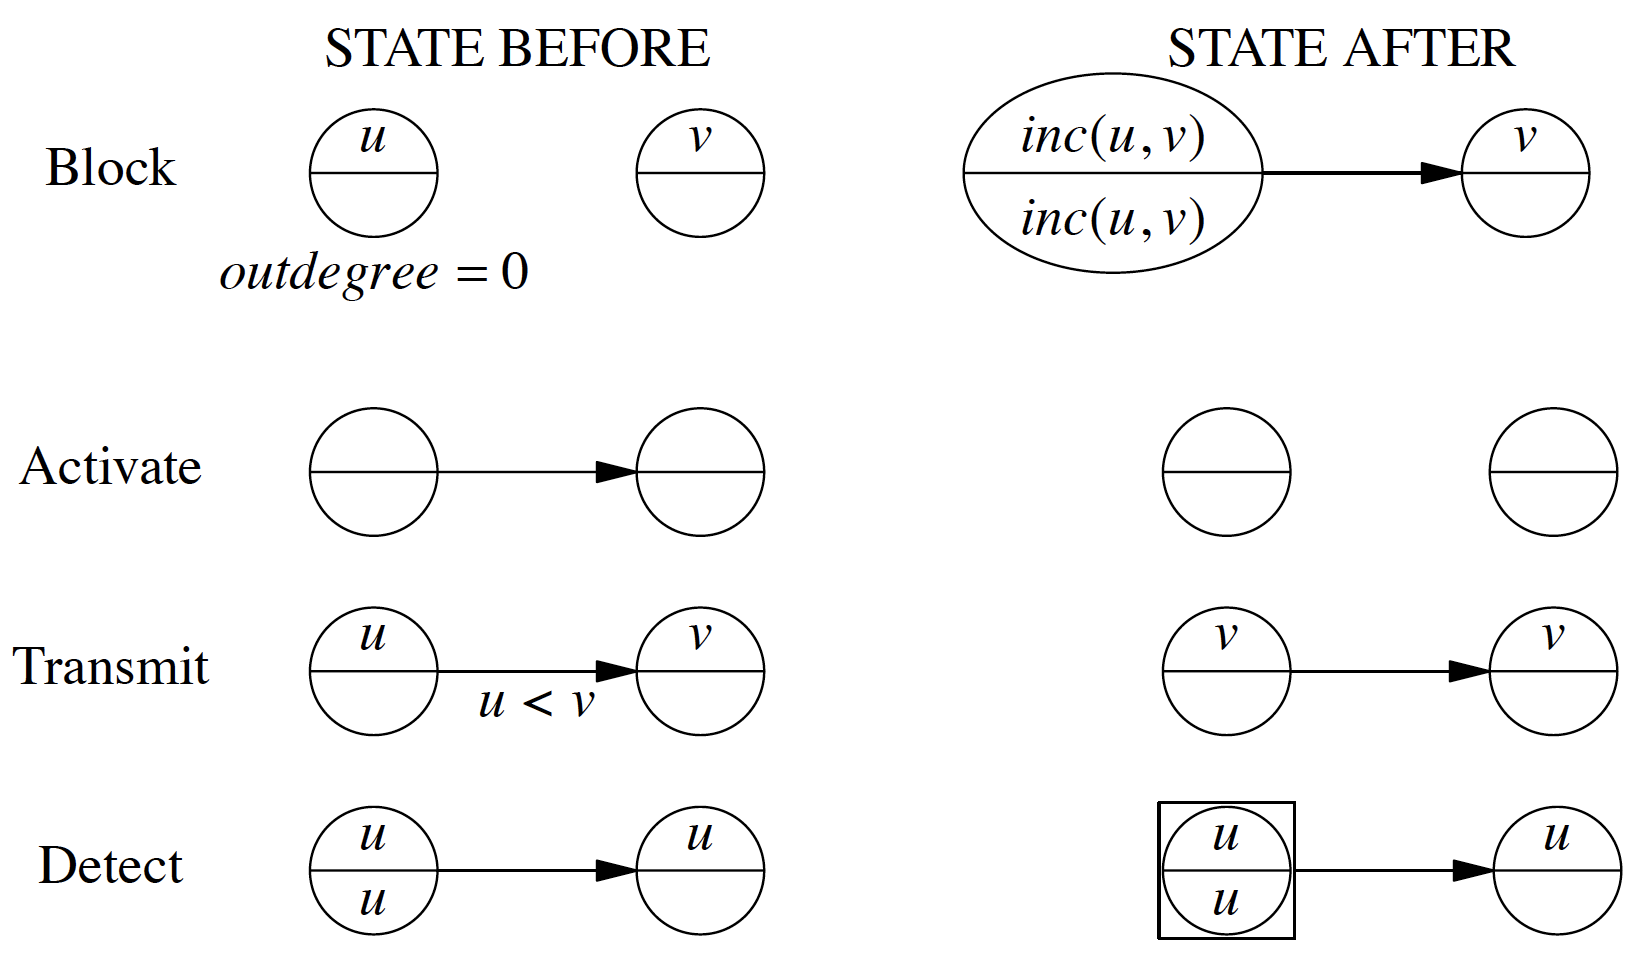 STATE BEFORE STATE AFTER
Block u v inc(u, v) v
inc(u, v)
outdegree = 0
Activate
Transmit u v v v
u < v
Detect u u u u
u u